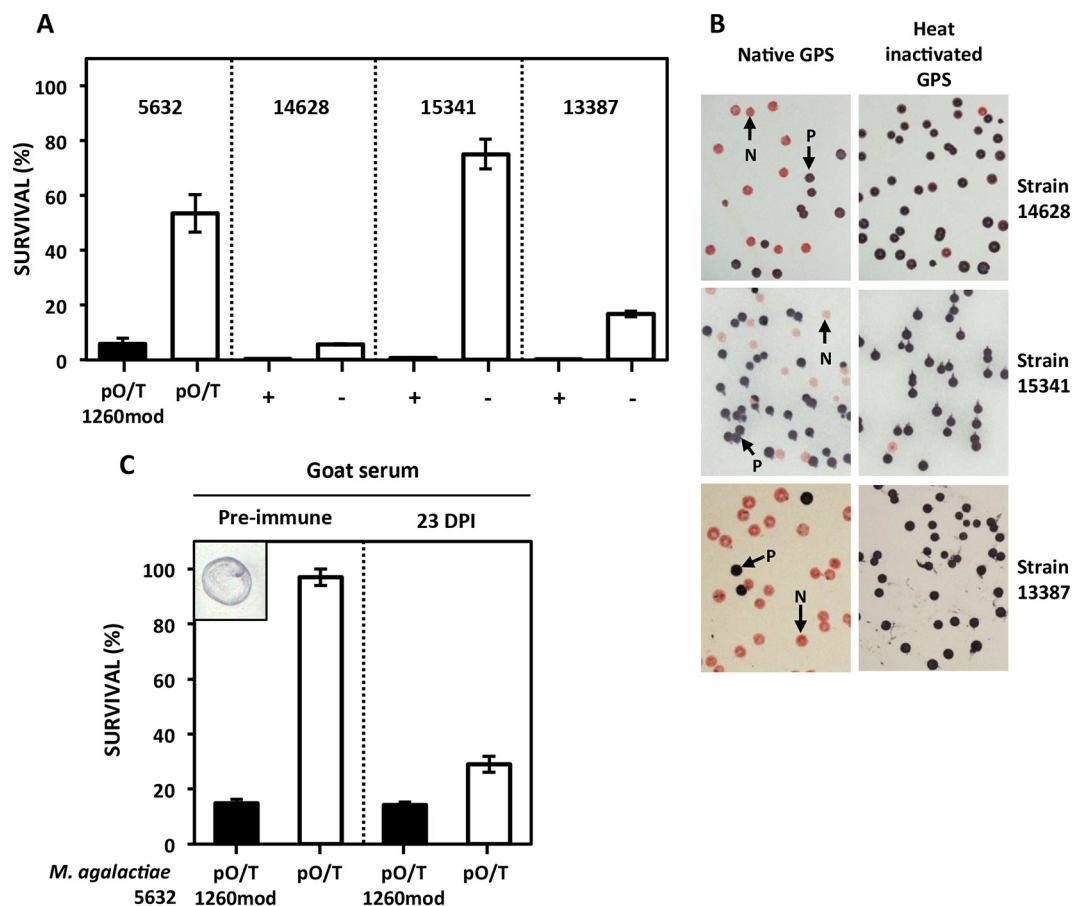 A
SURVIVAL (%)
100
80
60
40
20
0
5632
14628
15341
13387
pO/T
1260mod
pO/T
+
-
+
-
+
-
B
Native GPS
Heat
inactivated
GPS
N
P
Strain
14628
N
P
Strain
15341
P
N
Strain
13387
C
Goat serum
Pre-immune
23 DPI
SURVIVAL (%)
100
80
60
40
20
0
M. agalactiae
5632
pO/T
1260mod
pO/T
pO/T
1260mod
pO/T